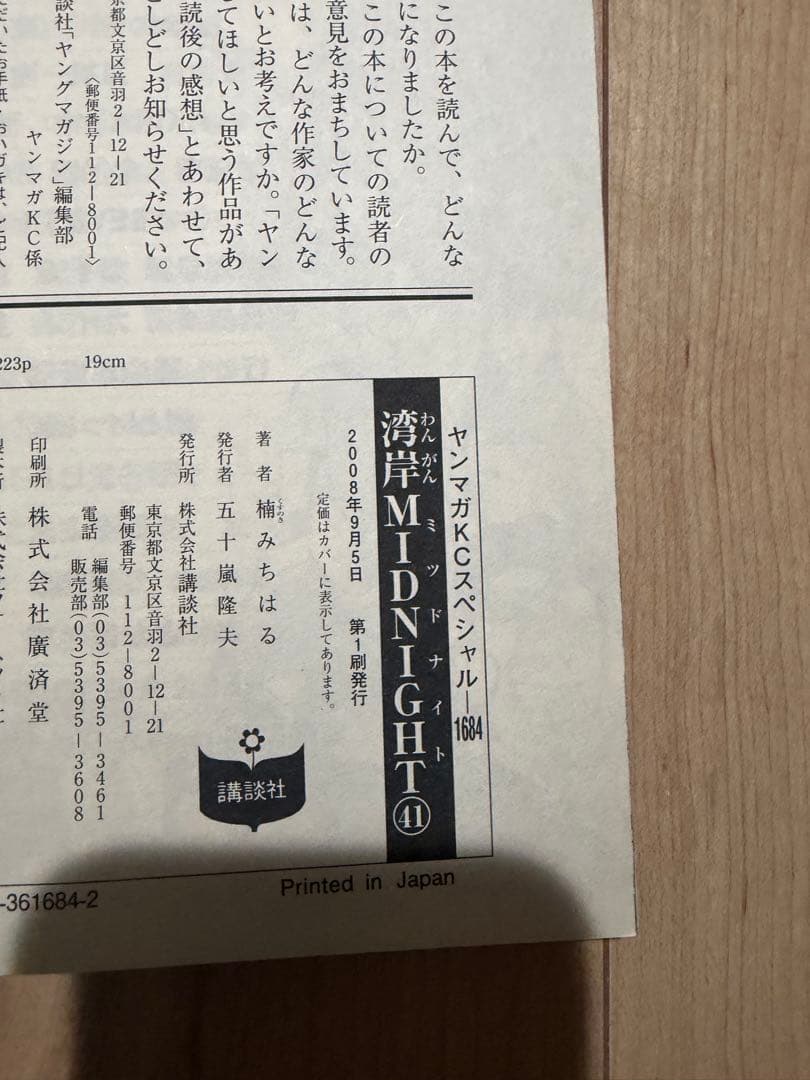 この本を読んで、どんな
になりましたか。
この本についての読者の
意見をおまちしています。
は、どんな作家のどんな
いとお考えですか。「ヤン
てほしいと思う作品があ
読後の感想」とあわせて、
どしどしお知らせください。
京都文京区音羽2-12-21
〈郵便番号112-8001〉
談社「ヤングマガジン」編集部
ヤンマガKC係
223p 19cm
ヤンマガKCスペシャル-1684
わんがん ミッドナイト
湾岸MIDNIGHT㊶
2008年9月5日 第1刷発行
定価はカバーに表示してあります。
著者 楠みちはる
くすのき
発行者 五十嵐隆夫
発行所 株式会社講談社
東京都文京区音羽2-12-21
郵便番号 112-8001
電話 編集部(03)5395-3461
販売部(03)5395-3608
印刷所 株式会社廣済堂
講談社
-361684-2
Printed in Japan